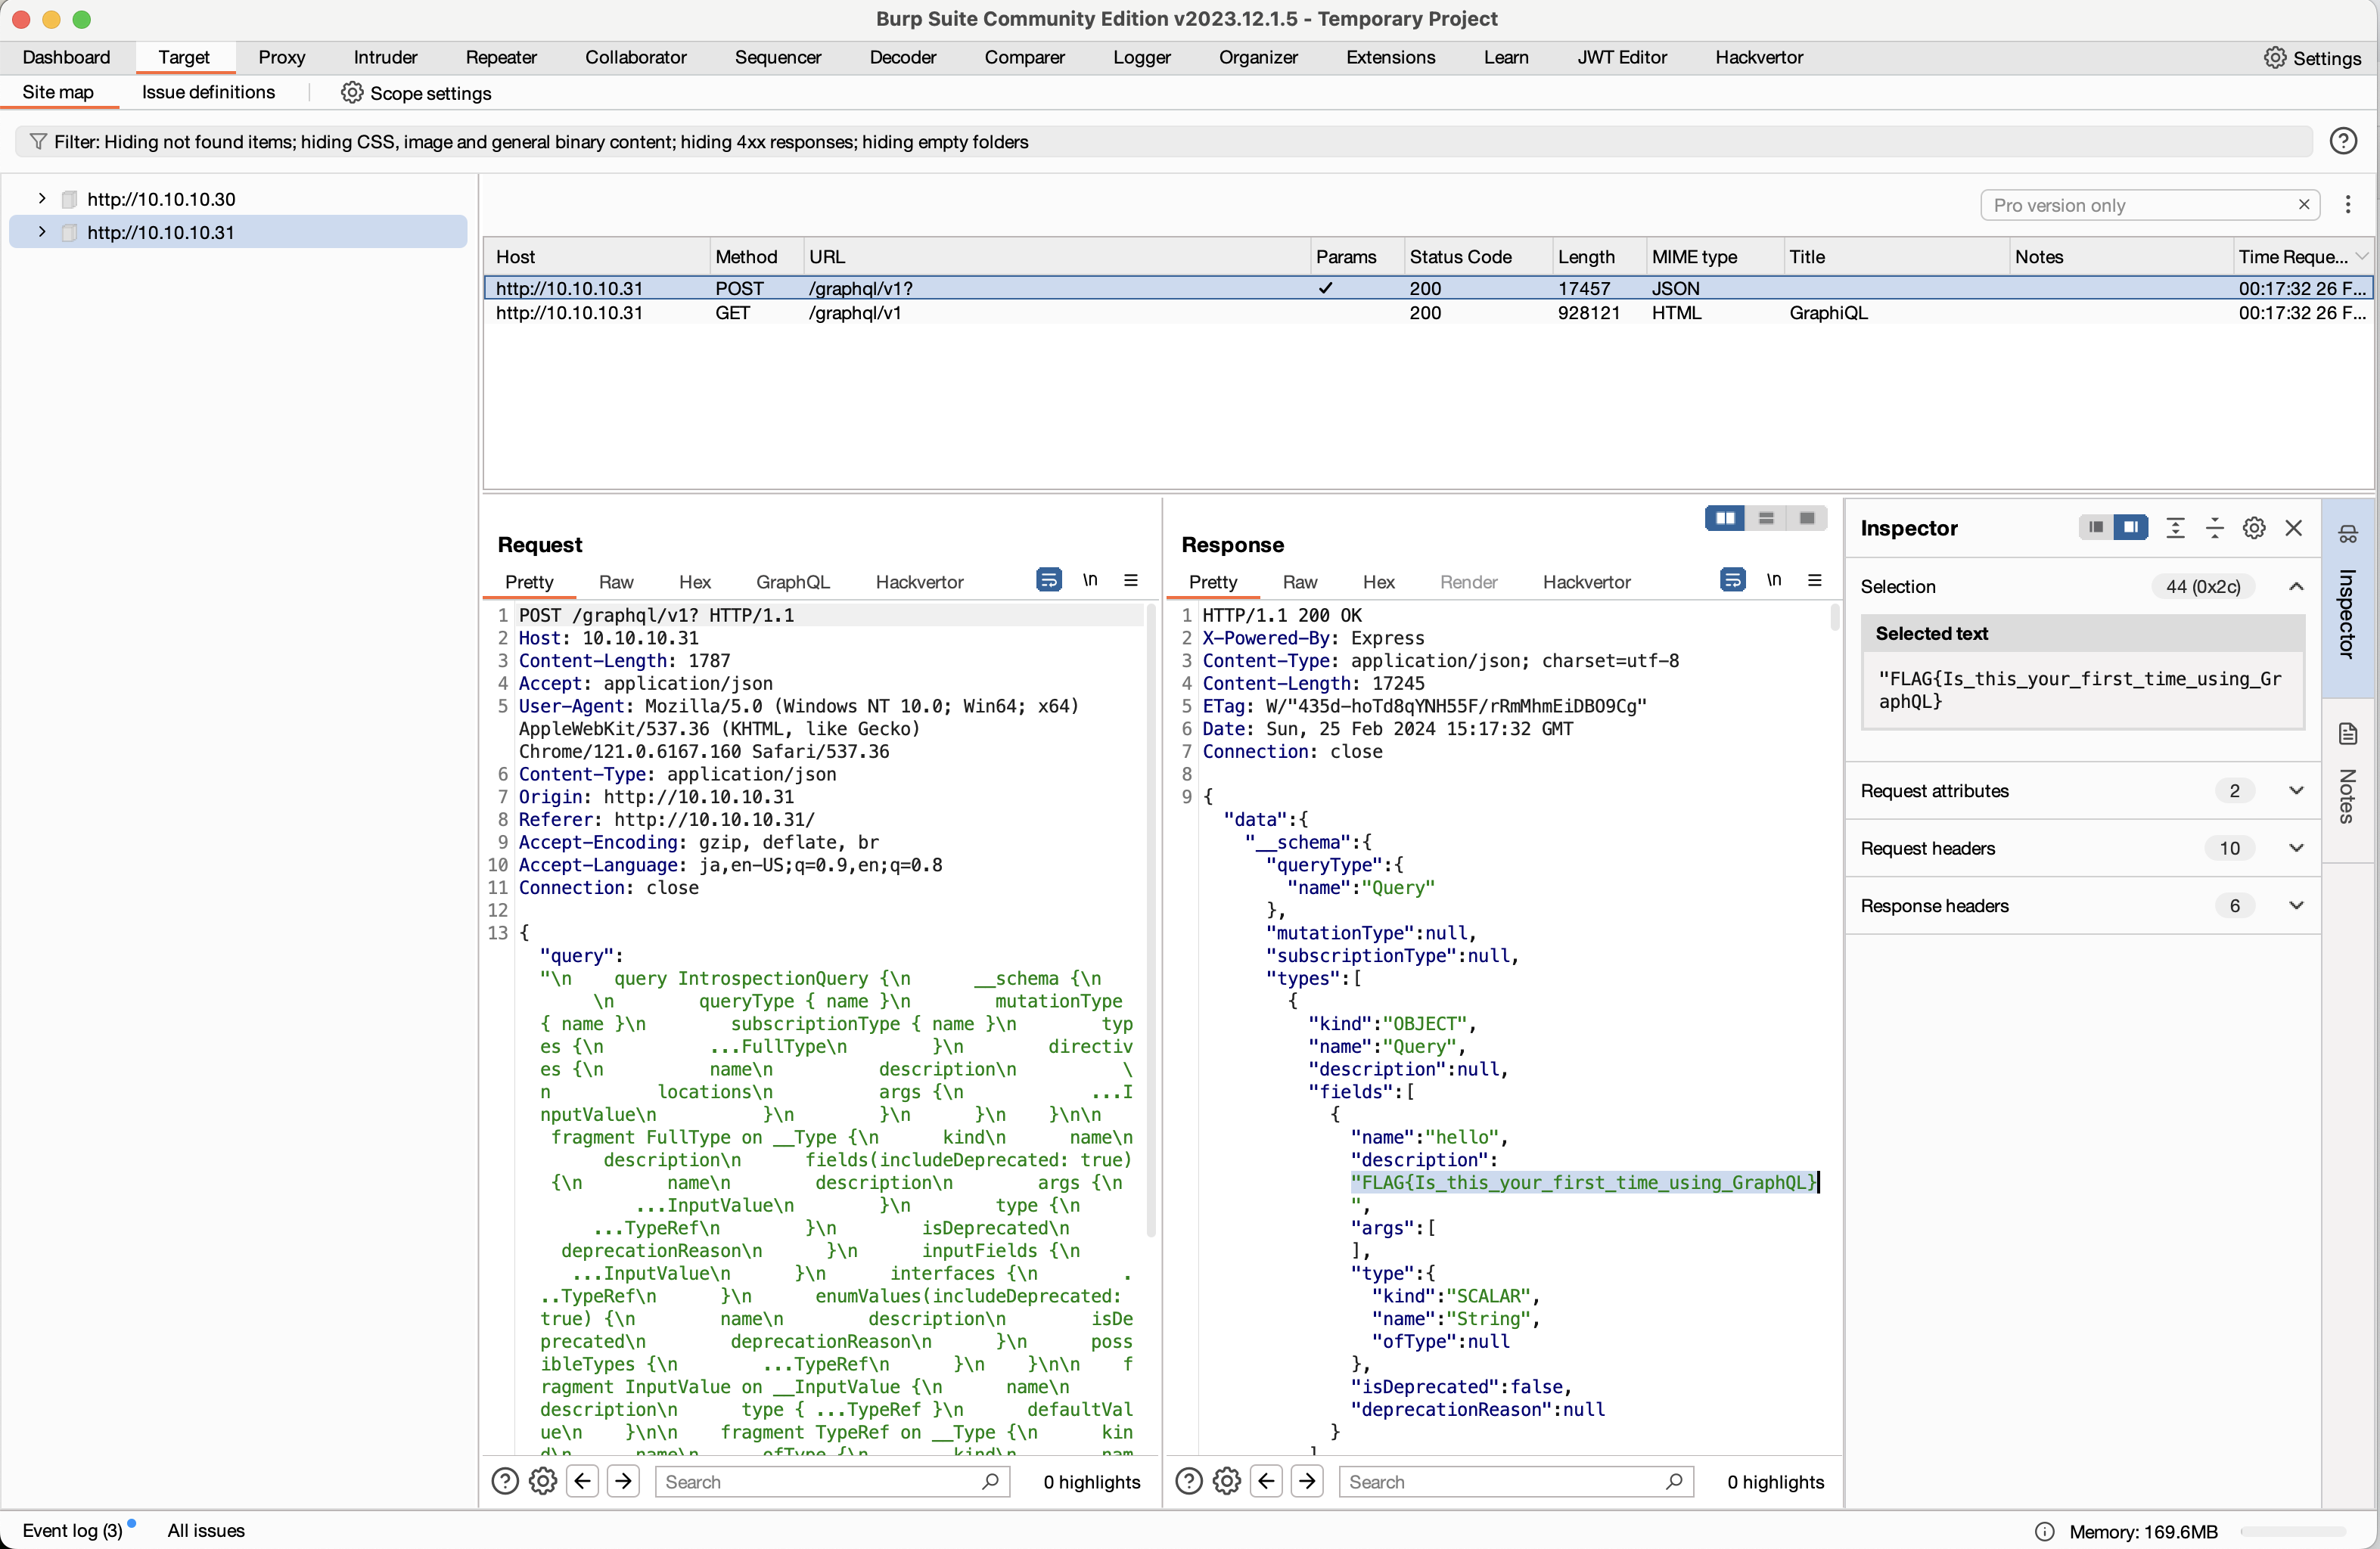 Burp Suite Community Edition v2023.12.1.5 - Temporary Project
Dashboard Target Proxy Intruder Repeater Collaborator Sequencer Decoder Comparer Logger Organizer Extensions Learn JWT Editor Hackvertor Settings
Site map Issue definitions Scope settings
Filter: Hiding not found items; hiding CSS, image and general binary content; hiding 4xx responses; hiding empty folders
http://10.10.10.30
http://10.10.10.31
Pro version only
Host Method URL Params Status Code Length MIME type Title Notes Time Reque...
http://10.10.10.31 POST /graphql/v1? ✓ 200 17457 JSON 00:17:32 26 F...
http://10.10.10.31 GET /graphql/v1 200 928121 HTML GraphiQL 00:17:32 26 F...
Request
Pretty Raw Hex GraphQL Hackvertor \n
1 POST /graphql/v1? HTTP/1.1
2 Host: 10.10.10.31
3 Content-Length: 1787
4 Accept: application/json
5 User-Agent: Mozilla/5.0 (Windows NT 10.0; Win64; x64)
AppleWebKit/537.36 (KHTML, like Gecko)
Chrome/121.0.6167.160 Safari/537.36
6 Content-Type: application/json
7 Origin: http://10.10.10.31
8 Referer: http://10.10.10.31/
9 Accept-Encoding: gzip, deflate, br
10 Accept-Language: ja,en-US;q=0.9,en;q=0.8
11 Connection: close
12
13 {
"query":
"\n    query IntrospectionQuery {\n      __schema {\n
\n        queryType { name }\n        mutationType
{ name }\n        subscriptionType { name }\n        typ
es {\n          ...FullType\n        }\n        directiv
es {\n          name\n          description\n          \
n          locations\n          args {\n            ...I
nputValue\n          }\n        }\n      }\n    }\n\n
fragment FullType on __Type {\n      kind\n      name\n
description\n      fields(includeDeprecated: true)
{\n        name\n        description\n        args {\n
...InputValue\n        }\n        type {\n
...TypeRef\n        }\n        isDeprecated\n
deprecationReason\n      }\n      inputFields {\n
...InputValue\n      }\n      interfaces {\n        .
..TypeRef\n      }\n      enumValues(includeDeprecated:
true) {\n        name\n        description\n        isDe
precated\n        deprecationReason\n      }\n      poss
ibleTypes {\n        ...TypeRef\n      }\n    }\n\n    f
ragment InputValue on __InputValue {\n      name\n
description\n      type { ...TypeRef }\n      defaultVal
ue\n    }\n\n    fragment TypeRef on __Type {\n      kin
d\n      name\n      ofType {\n        kind\n        nam
Search 0 highlights
Response
Pretty Raw Hex Render Hackvertor \n
1 HTTP/1.1 200 OK
2 X-Powered-By: Express
3 Content-Type: application/json; charset=utf-8
4 Content-Length: 17245
5 ETag: W/"435d-hoTd8qYNH55F/rRmMhmEiDBO9Cg"
6 Date: Sun, 25 Feb 2024 15:17:32 GMT
7 Connection: close
8
9 {
"data":{
"__schema":{
"queryType":{
"name":"Query"
},
"mutationType":null,
"subscriptionType":null,
"types":[
{
"kind":"OBJECT",
"name":"Query",
"description":null,
"fields":[
{
"name":"hello",
"description":
"FLAG{Is_this_your_first_time_using_GraphQL}
",
"args":[
],
"type":{
"kind":"SCALAR",
"name":"String",
"ofType":null
},
"isDeprecated":false,
"deprecationReason":null
}
]
Search 0 highlights
Inspector
Selection 44 (0x2c)
Selected text
"FLAG{Is_this_your_first_time_using_Gr
aphQL}
Request attributes 2
Request headers 10
Response headers 6
Inspector
Notes
Event log (3) All issues Memory: 169.6MB